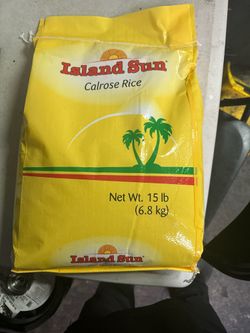 Island Sun
Calrose Rice
Net Wt. 15 lb
(6.8 kg)
Island Sun